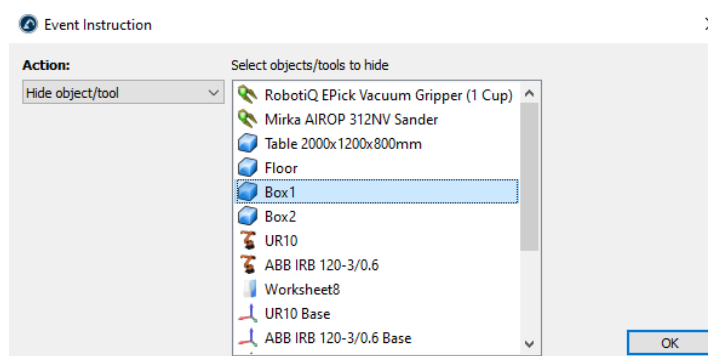 Event Instruction
Action:
Select objects/tools to hide
Hide object/tool
RobotiQ EPick Vacuum Gripper (1 Cup)
Mirka AIROP 312NV Sander
Table 2000x1200x800mm
Floor
Box1
Box2
UR10
ABB IRB 120-3/0.6
Worksheet8
UR10 Base
ABB IRB 120-3/0.6 Base
OK